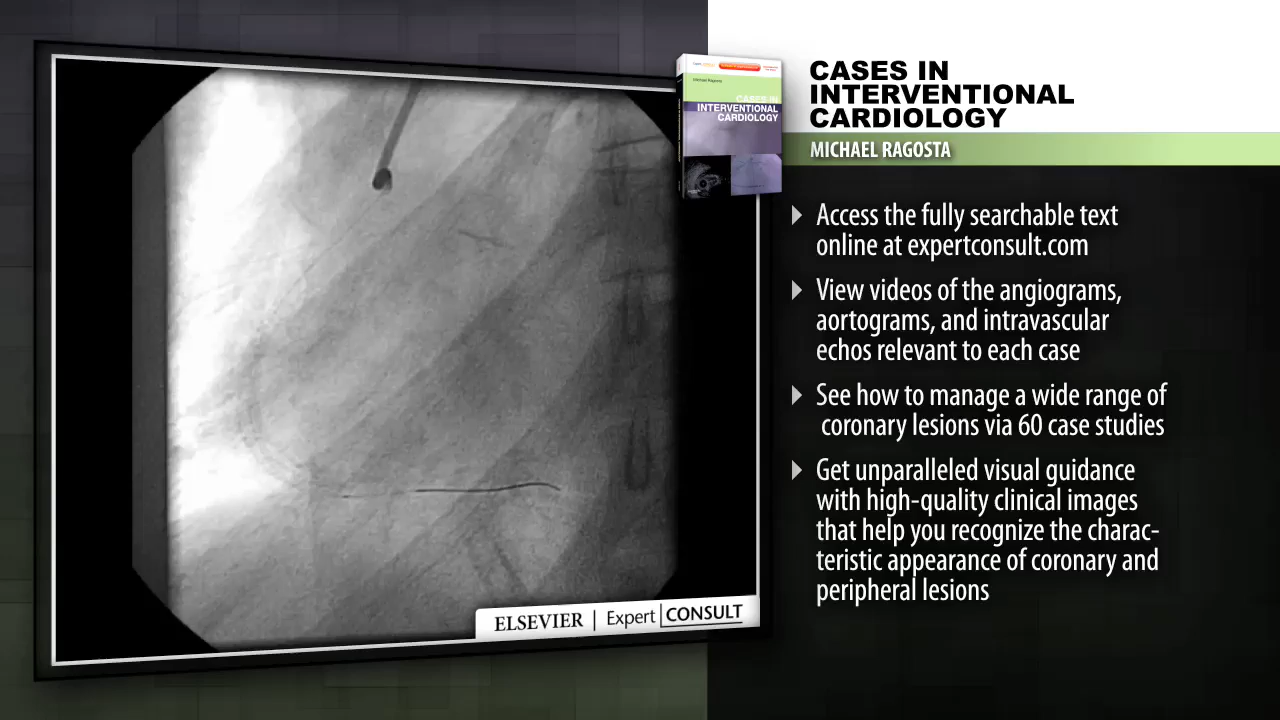 CASES IN
INTERVENTIONAL
CARDIOLOGY
MICHAEL RAGOSTA
CASES IN
INTERVENTIONAL
CARDIOLOGY
Access the fully searchable text
online at expertconsult.com
View videos of the angiograms,
aortograms, and intravascular
echos relevant to each case
See how to manage a wide range of
coronary lesions via 60 case studies
Get unparalleled visual guidance
with high-quality clinical images
that help you recognize the charac-
teristic appearance of coronary and
peripheral lesions
ELSEVIER | Expert CONSULT